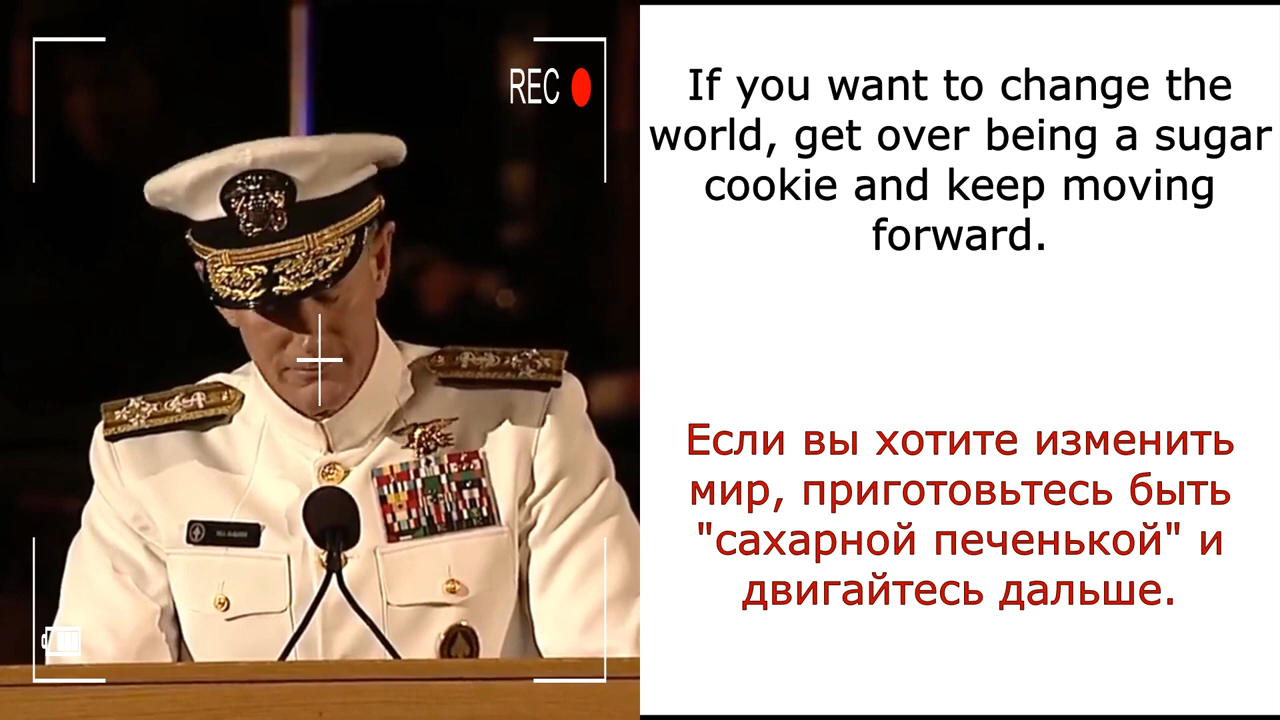 REC
If you want to change the
world, get over being a sugar
cookie and keep moving
forward.
Если вы хотите изменить
мир, приготовьтесь быть
"сахарной печенькой" и
двигайтесь дальше.